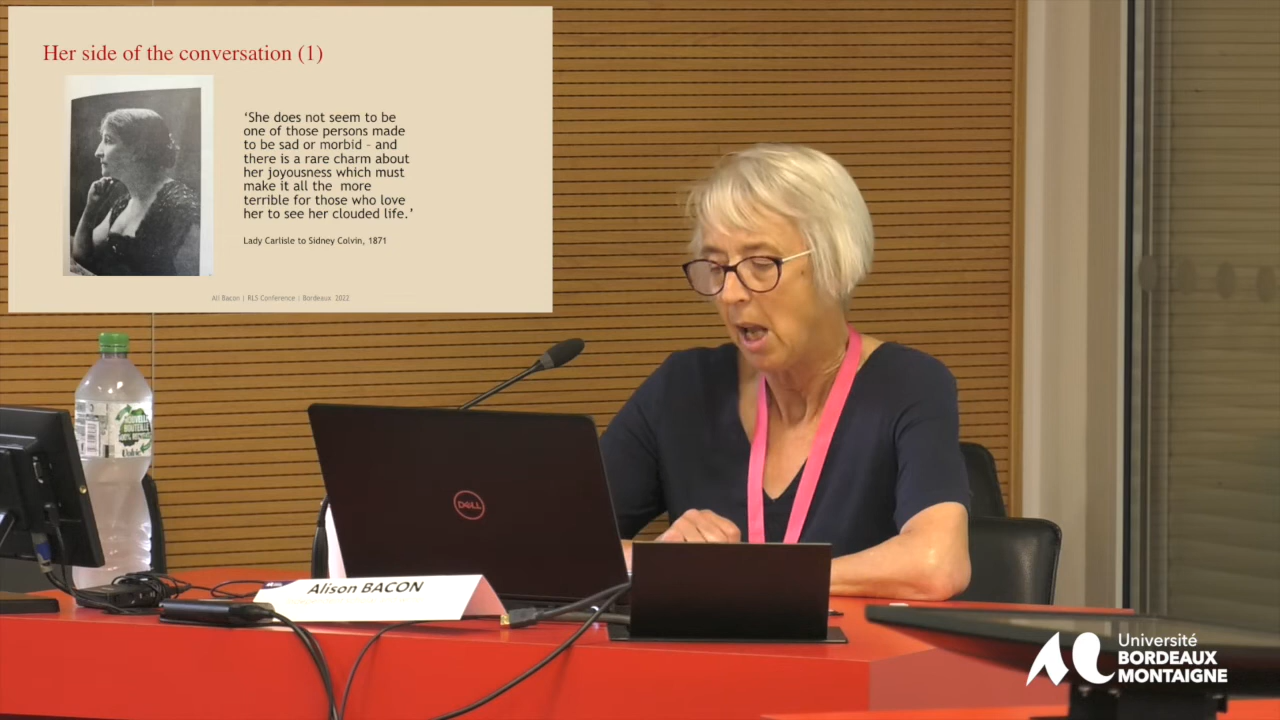 Her side of the conversation (1)
‘She does not seem to be
one of those persons made
to be sad or morbid – and
there is a rare charm about
her joyousness which must
make it all the more
terrible for those who love
her to see her clouded life.’
Lady Carlisle to Sidney Colvin, 1871
Ali Bacon | RLS Conference | Bordeaux 2022
NOUVELLE
BOUTEILLE
Volvic
DELL
Alison BACON
Université
BORDEAUX
MONTAIGNE